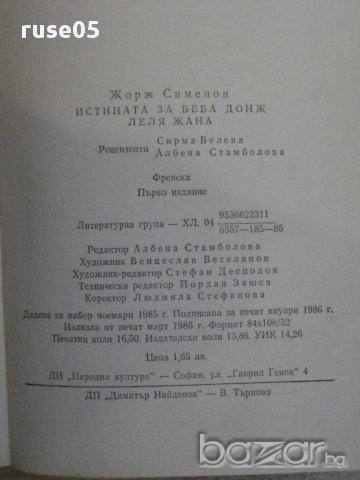 ruse05
Жорж Сименон
ИСТИНАТА ЗА БЕБА ДОНЖ
ЛЕЛЯ ЖАНА
Рецензенти Сирма Велева
Албена Стамболова
Френска
Първо издание
Литературна група — ХЛ. 04 9536622311
5557—185—86
Редактор Албена Стамболова
Художник Венцеслав Веселинов
Художник-редактор Стефан Десподов
Технически редактор Йордан Зашев
Коректор Людмила Стефанова
Дадена за набор ноември 1985 г. Подписана за печат януари 1986 г.
Излязла от печат март 1986 г. Формат 84х108/32
Печатни коли 16,50. Издателски коли 13,86. УИК 14,26
Цена 1,65 лв.
ДИ „Народна култура" — София, ул. „Гаврил Генов" 4
ДП „Димитър Найденов" — В. Търново
bazar.bg